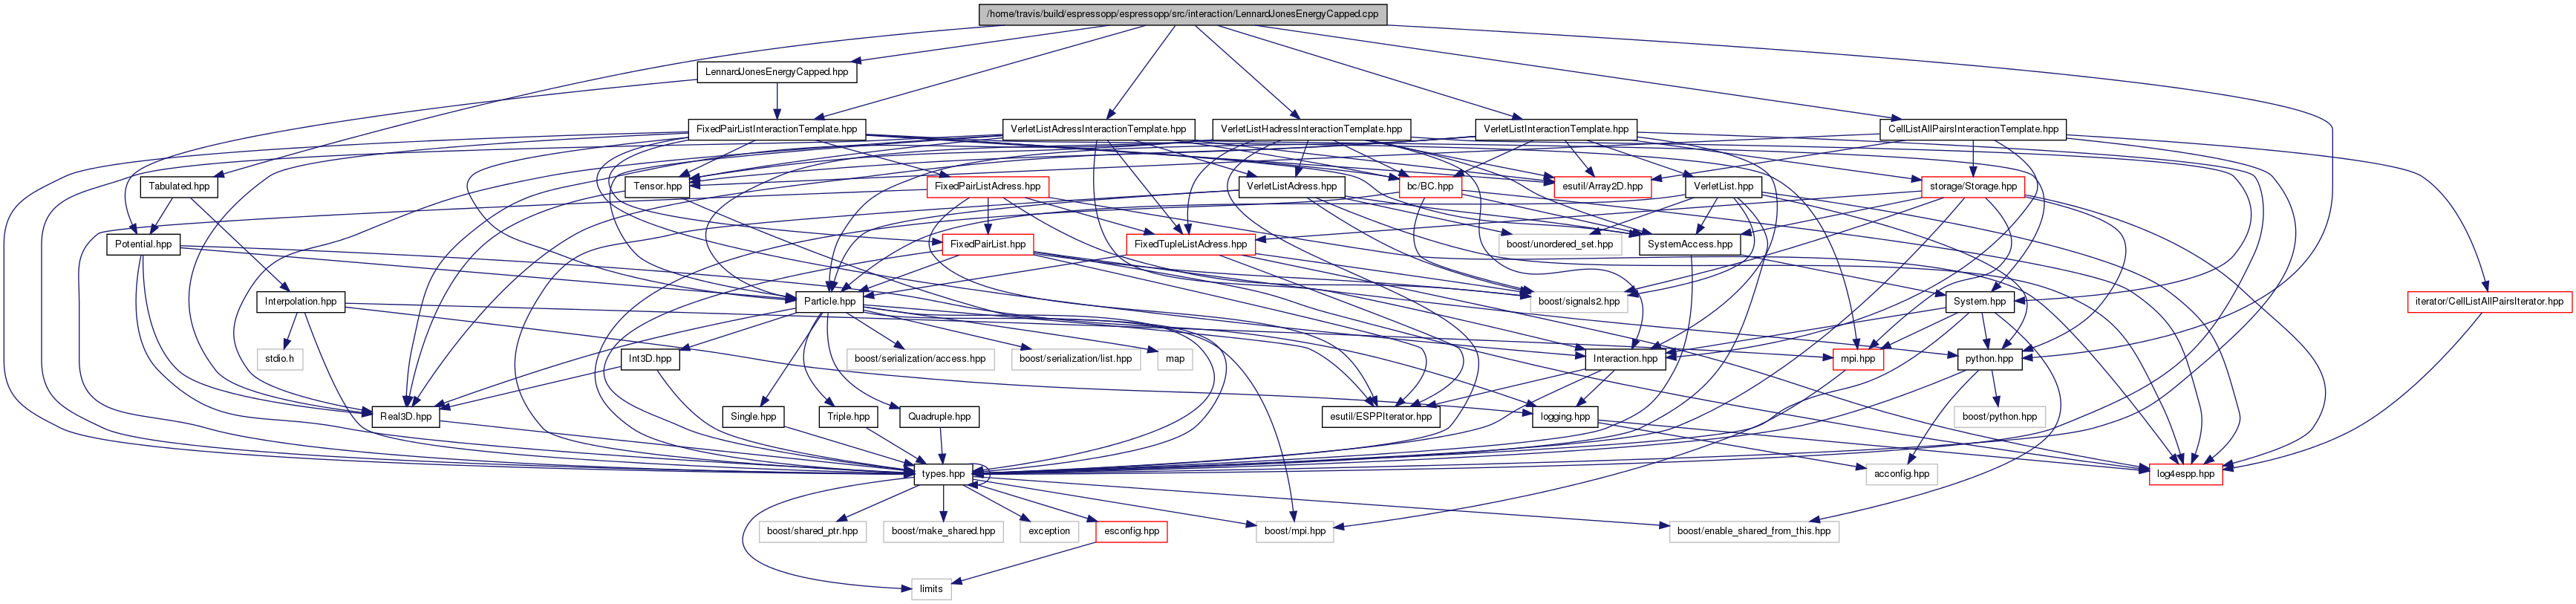 /home/travis/build/espressopp/espressopp/src/interaction/LennardJonesEnergyCapped.cpp
LennardJonesEnergyCapped.hpp
FixedPairListInteractionTemplate.hpp
VerletListAdressInteractionTemplate.hpp
VerletListHadressInteractionTemplate.hpp
VerletListInteractionTemplate.hpp
CellListAllPairsInteractionTemplate.hpp
Tabulated.hpp
Tensor.hpp
FixedPairListAdress.hpp
VerletListAdress.hpp
bc/BC.hpp
esutil/Array2D.hpp
VerletList.hpp
storage/Storage.hpp
Potential.hpp
FixedPairList.hpp
FixedTupleListAdress.hpp
boost/unordered_set.hpp
SystemAccess.hpp
Interpolation.hpp
Particle.hpp
boost/signals2.hpp
System.hpp
iterator/CellListAllPairsIterator.hpp
stdio.h
Int3D.hpp
boost/serialization/access.hpp
boost/serialization/list.hpp
map
Interaction.hpp
mpi.hpp
python.hpp
Real3D.hpp
Single.hpp
Triple.hpp
Quadruple.hpp
esutil/ESPPIterator.hpp
logging.hpp
boost/python.hpp
types.hpp
acconfig.hpp
log4espp.hpp
boost/shared_ptr.hpp
boost/make_shared.hpp
exception
esconfig.hpp
boost/mpi.hpp
boost/enable_shared_from_this.hpp
limits